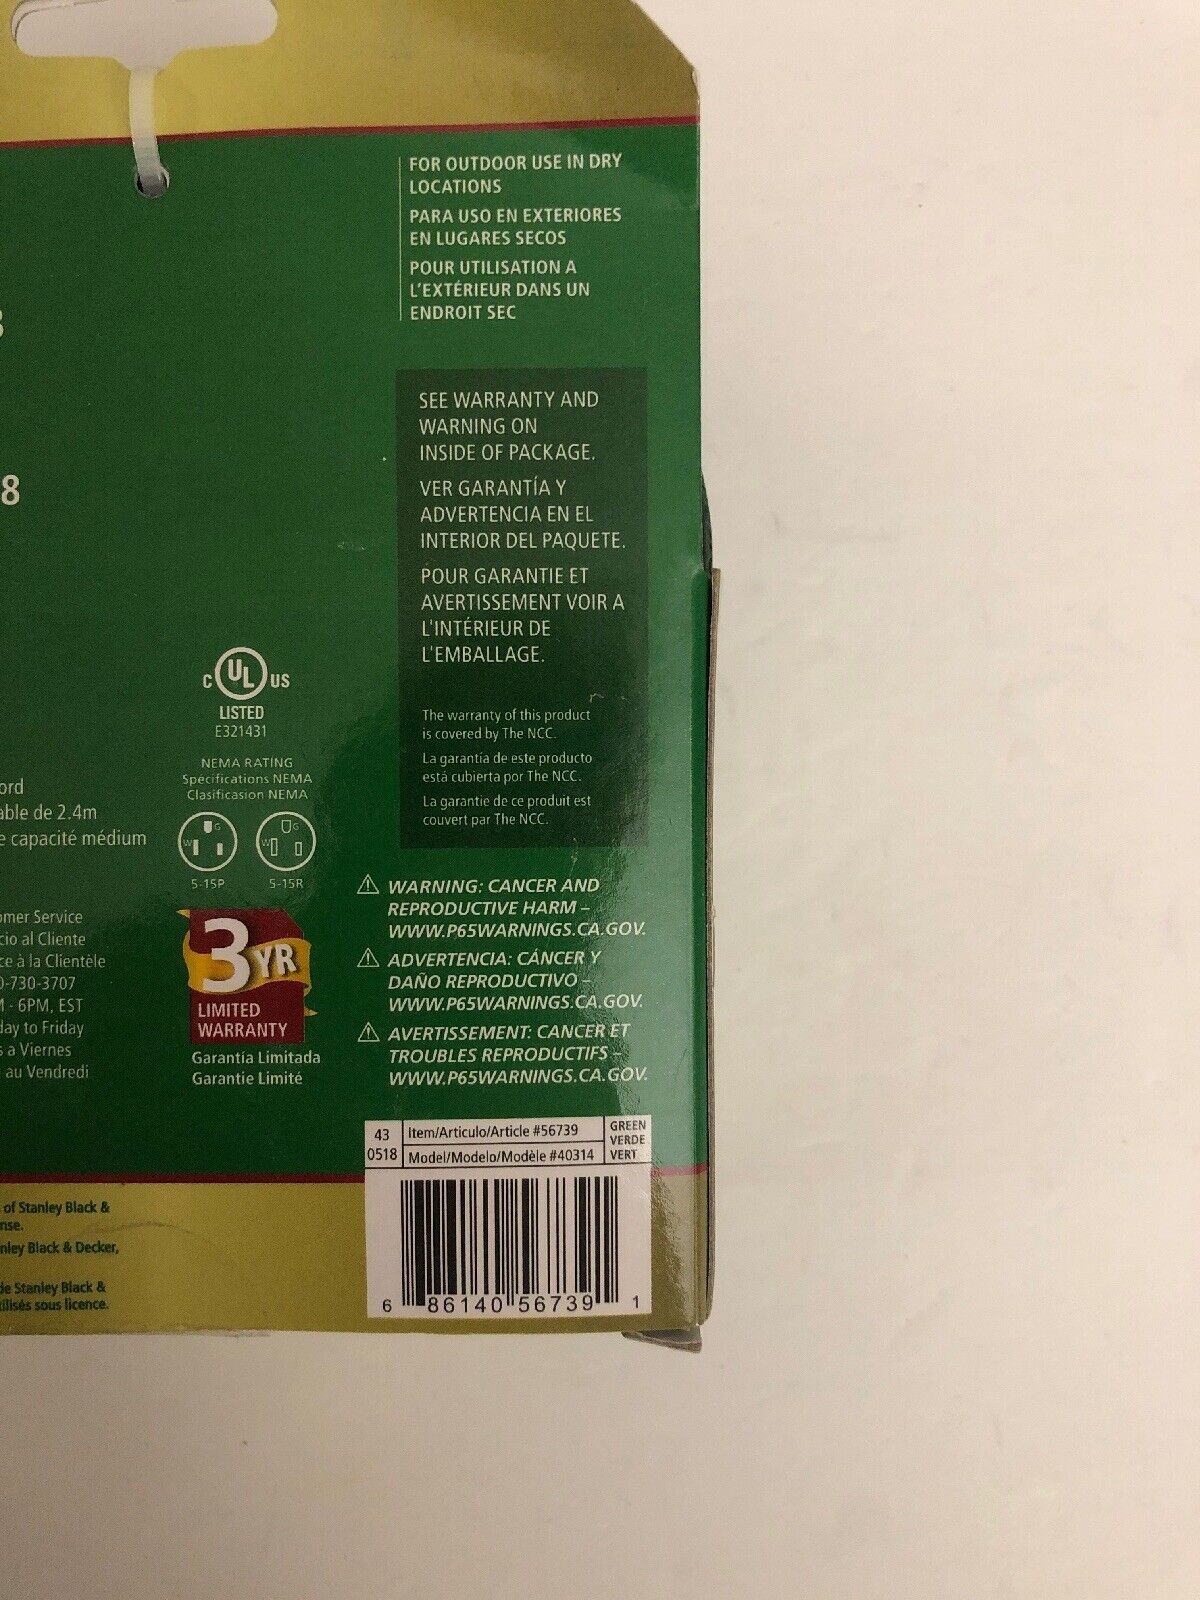 FOR OUTDOOR USE IN DRY
LOCATIONS
PARA USO EN EXTERIORES
EN LUGARES SECOS
POUR UTILISATION A
L'EXTÉRIEUR DANS UN
ENDROIT SEC
SEE WARRANTY AND
WARNING ON
INSIDE OF PACKAGE.
VER GARANTÍA Y
ADVERTENCIA EN EL
INTERIOR DEL PAQUETE.
POUR GARANTIE ET
AVERTISSEMENT VOIR A
L'INTÉRIEUR DE
L'EMBALLAGE.
The warranty of this product
is covered by The NCC.
La garantía de este producto
está cubierta por The NCC.
La garantie de ce produit est
couvert par The NCC.
8
C UL US
LISTED
E321431
NEMA RATING
Spécifications NEMA
Clasificasion NEMA
G W
G W
5-15P 5-15R
ord
able de 2.4m
e capacité médium
omer Service
cio al Cliente
ce à la Clientèle
0-730-3707
M - 6PM, EST
day to Friday
s a Viernes
au Vendredi
3 YR
LIMITED
WARRANTY
Garantía Limitada
Garantie Limité
WARNING: CANCER AND
REPRODUCTIVE HARM –
WWW.P65WARNINGS.CA.GOV.
ADVERTENCIA: CÁNCER Y
DAÑO REPRODUCTIVO –
WWW.P65WARNINGS.CA.GOV.
AVERTISSEMENT: CANCER ET
TROUBLES REPRODUCTIFS –
WWW.P65WARNINGS.CA.GOV.
43
0518
Item/Articulo/Article #56739
Model/Modelo/Modèle #40314
GREEN
VERDE
VERT
6 86140 56739 1
of Stanley Black &
nse.
nley Black & Decker,
de Stanley Black &
tilisés sous licence.